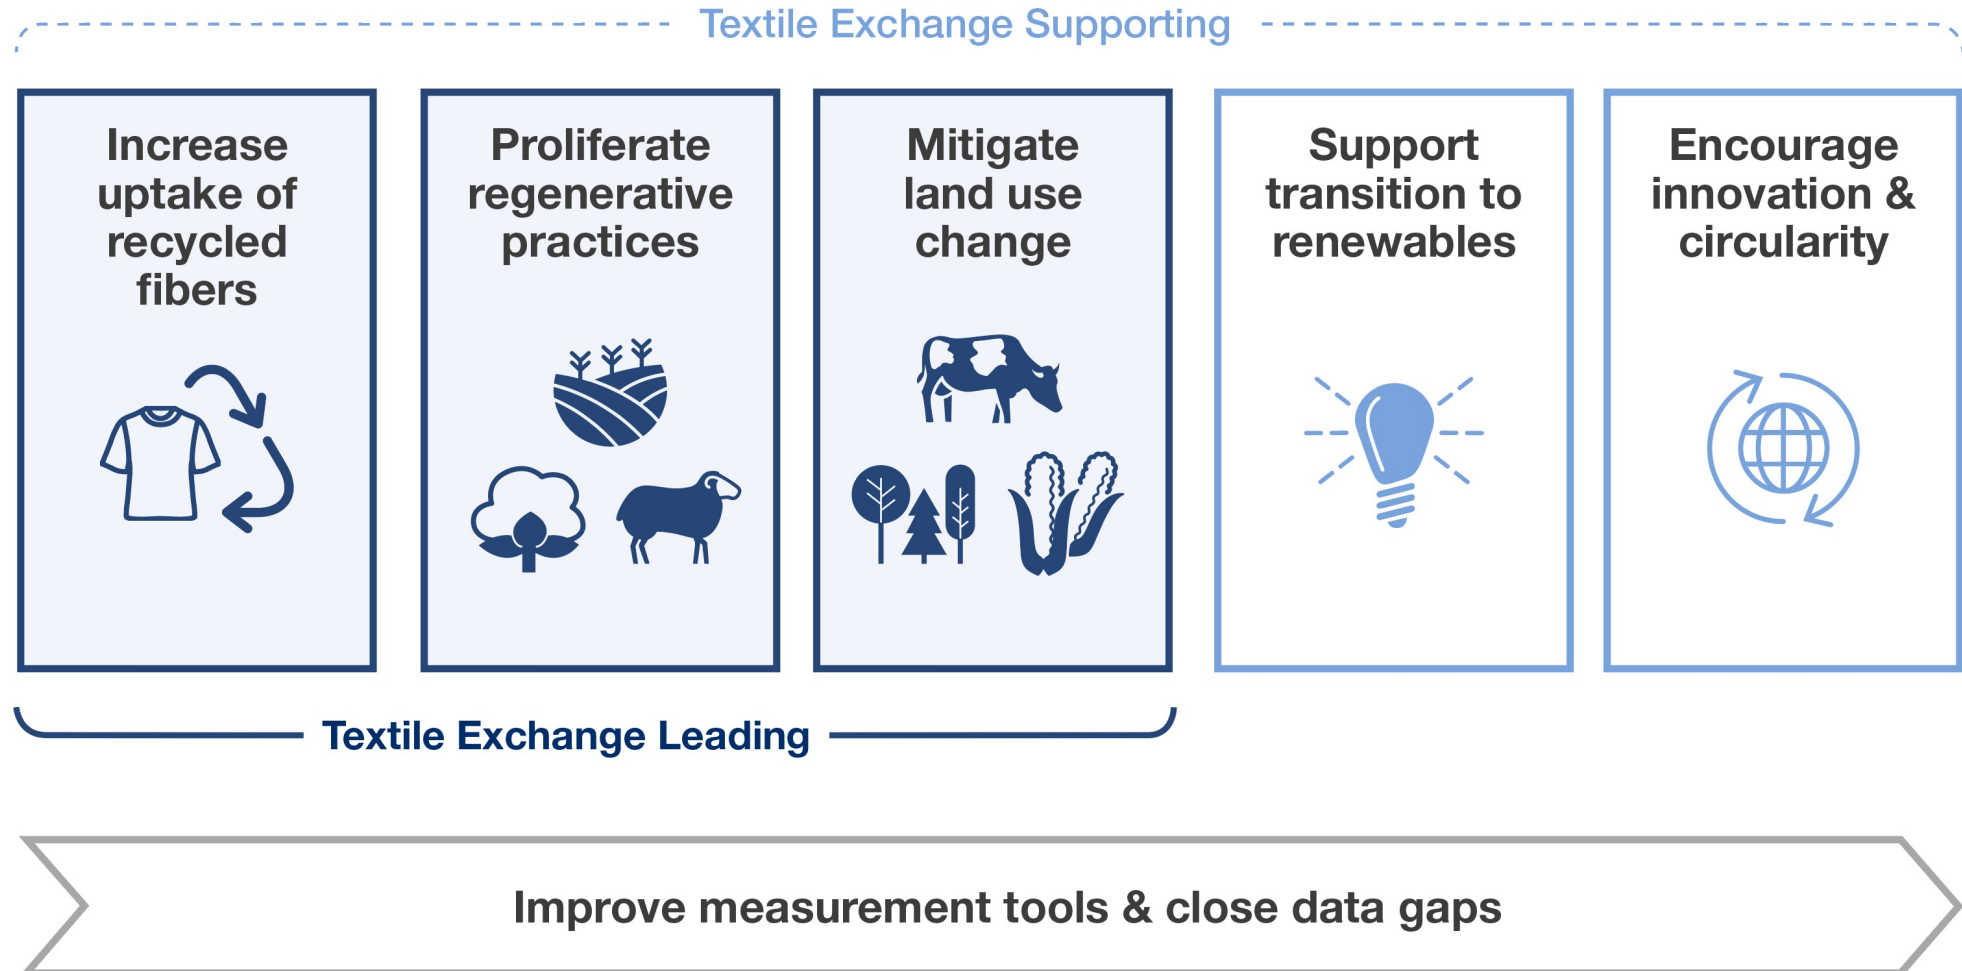 Textile Exchange Supporting
Increase
uptake of
recycled
fibers
Proliferate
regenerative
practices
Mitigate
land use
change
Support
transition to
renewables
Encourage
innovation &
circularity
Textile Exchange Leading
Improve measurement tools & close data gaps